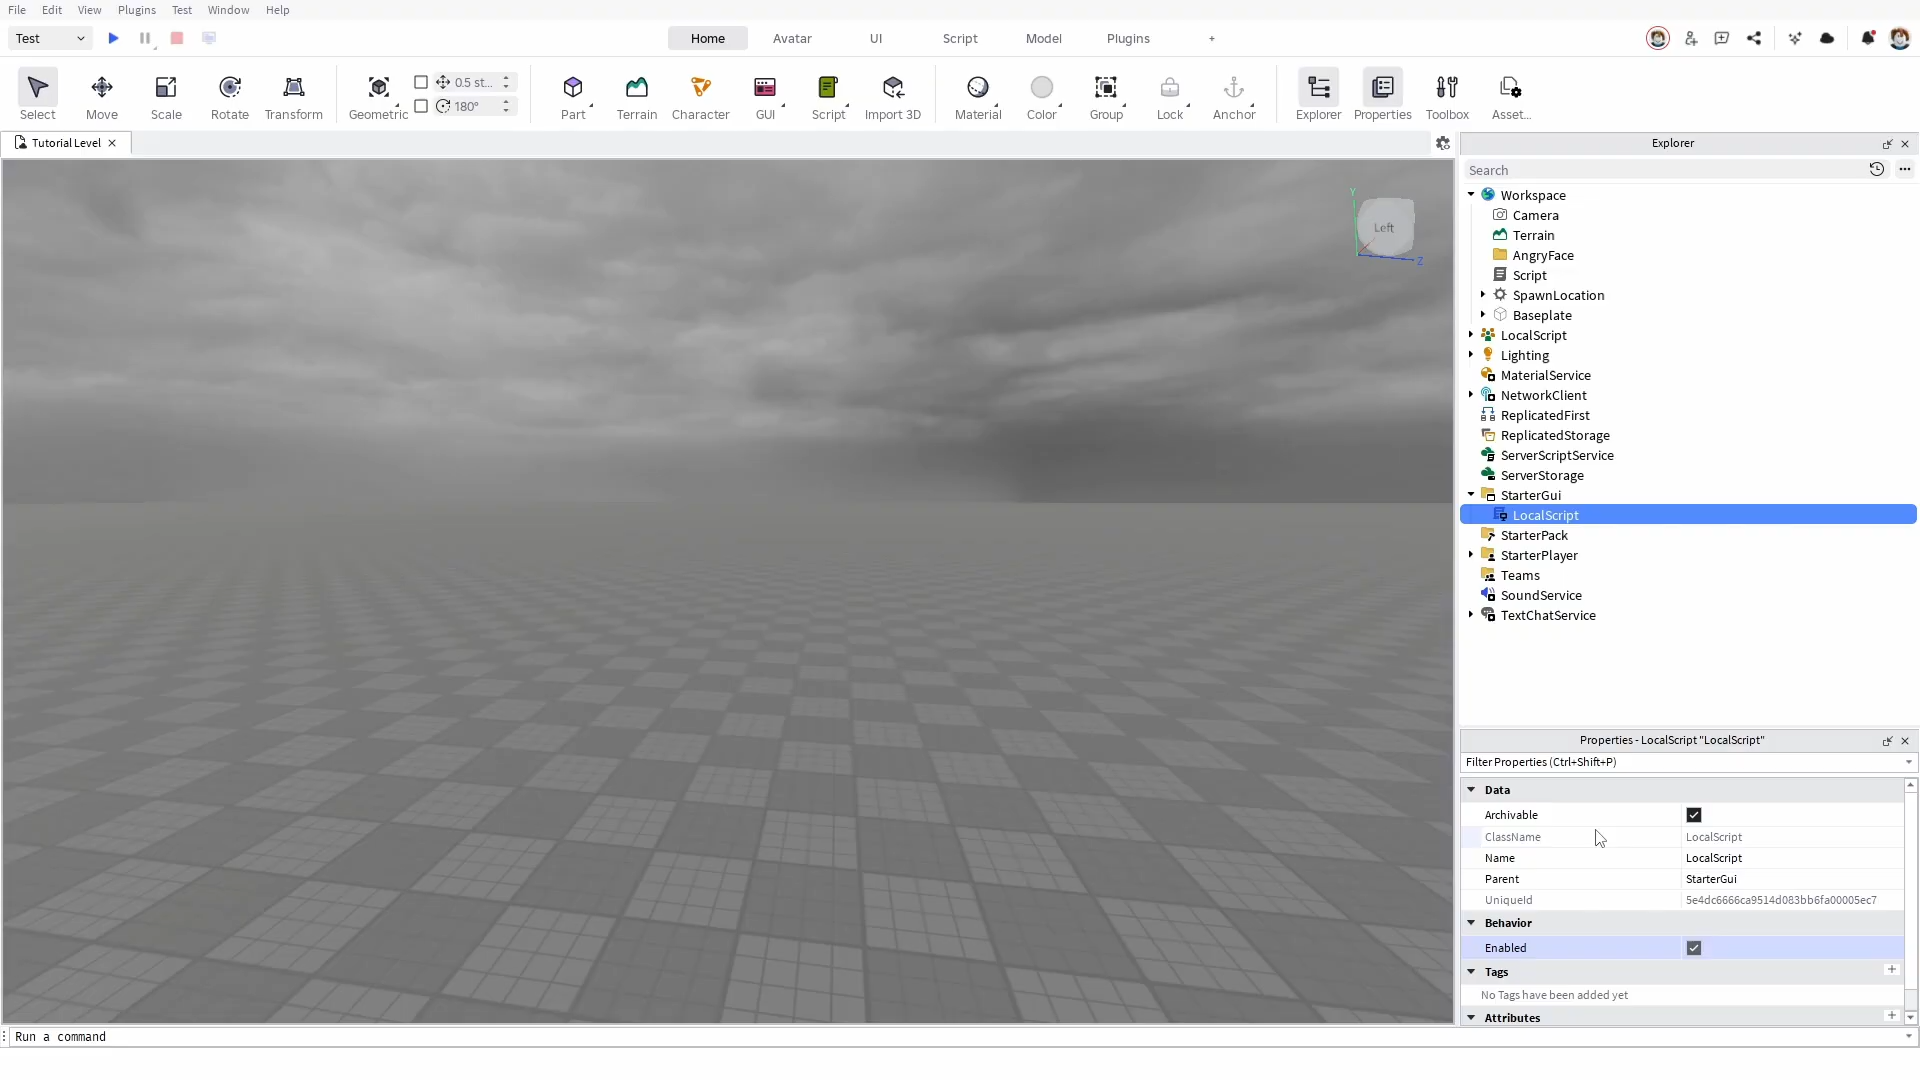 File Edit View Plugins Test Window Help
Test Home Avatar UI Script Model Plugins +
Select Move Scale Rotate Transform Geometric 0.5 st... 180° Part Terrain Character GUI Script Import 3D Material Color Group Lock Anchor Explorer Properties Toolbox Asset...
Tutorial Level
Y
Left
Z
Explorer
Search
Workspace
Camera
Terrain
AngryFace
Script
SpawnLocation
Baseplate
LocalScript
Lighting
MaterialService
NetworkClient
ReplicatedFirst
ReplicatedStorage
ServerScriptService
ServerStorage
StarterGui
LocalScript
StarterPack
StarterPlayer
Teams
SoundService
TextChatService
Properties - LocalScript "LocalScript"
Filter Properties (Ctrl+Shift+P)
Data
Archivable
ClassName LocalScript
Name LocalScript
Parent StarterGui
UniqueId 5e4dc6666ca9514d083bb6fa00005ec7
Behavior
Enabled
Tags +
No Tags have been added yet
Attributes +
Run a command